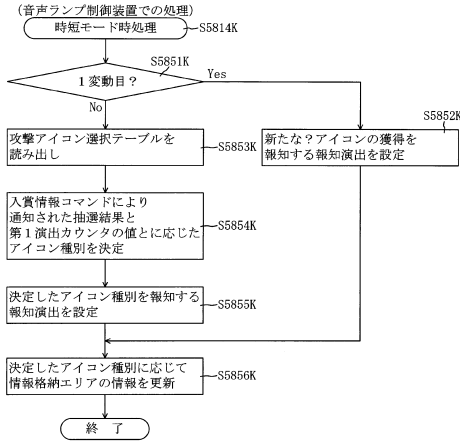 (音声ランプ制御装置での処理)
時短モード時処理
S5814K
S5851K
1変動目?
Yes
No
S5852K
攻撃アイコン選択テーブルを
読み出し
S5853K
新たな?アイコンの獲得を
報知する報知演出を設定
入賞情報コマンドにより
通知された抽選結果と
第1演出カウンタの値とに応じた
アイコン種別を決定
S5854K
決定したアイコン種別を報知する
報知演出を設定
S5855K
決定したアイコン種別に応じて
情報格納エリアの情報を更新
S5856K
終 了